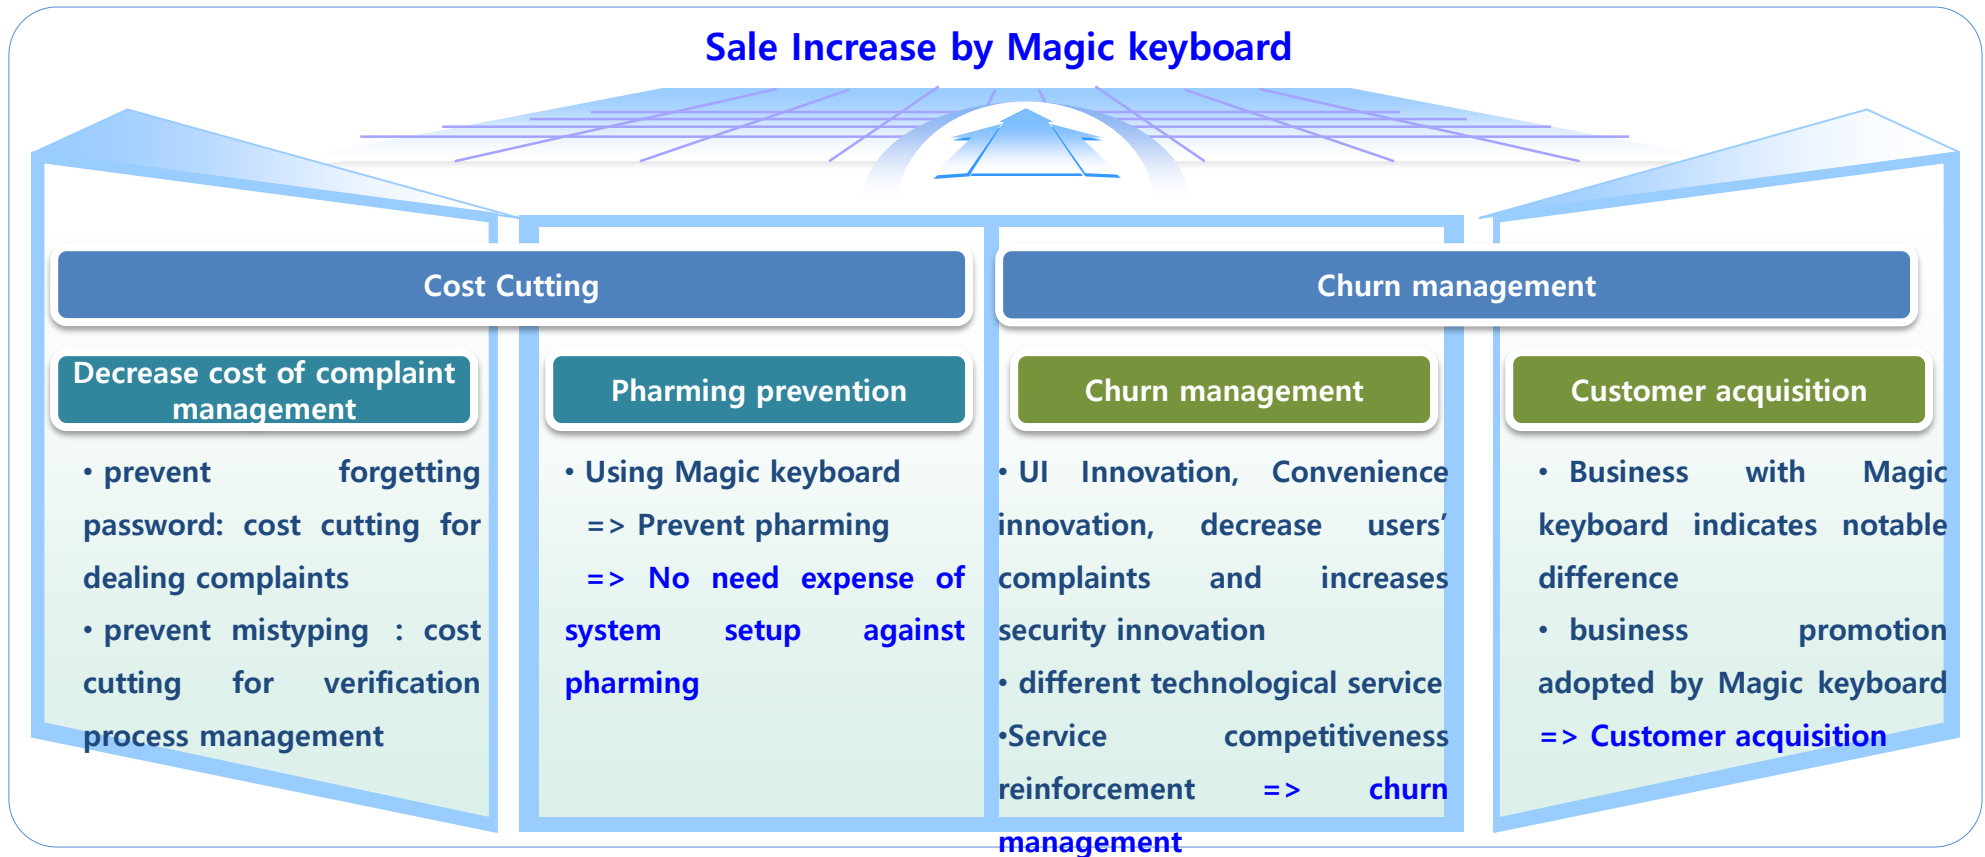 Sale Increase by Magic keyboard
Cost Cutting
Churn management
Decrease cost of complaint
management
Pharming prevention
Churn management
Customer acquisition
• prevent forgetting
password: cost cutting for
dealing complaints
• prevent mistyping : cost
cutting for verification
process management
• Using Magic keyboard
=> Prevent pharming
=> No need expense of
system setup against
pharming
• UI Innovation, Convenience
innovation, decrease users’
complaints and increases
security innovation
• different technological service
•Service competitiveness
reinforcement => churn
management
• Business with Magic
keyboard indicates notable
difference
• business promotion
adopted by Magic keyboard
=> Customer acquisition